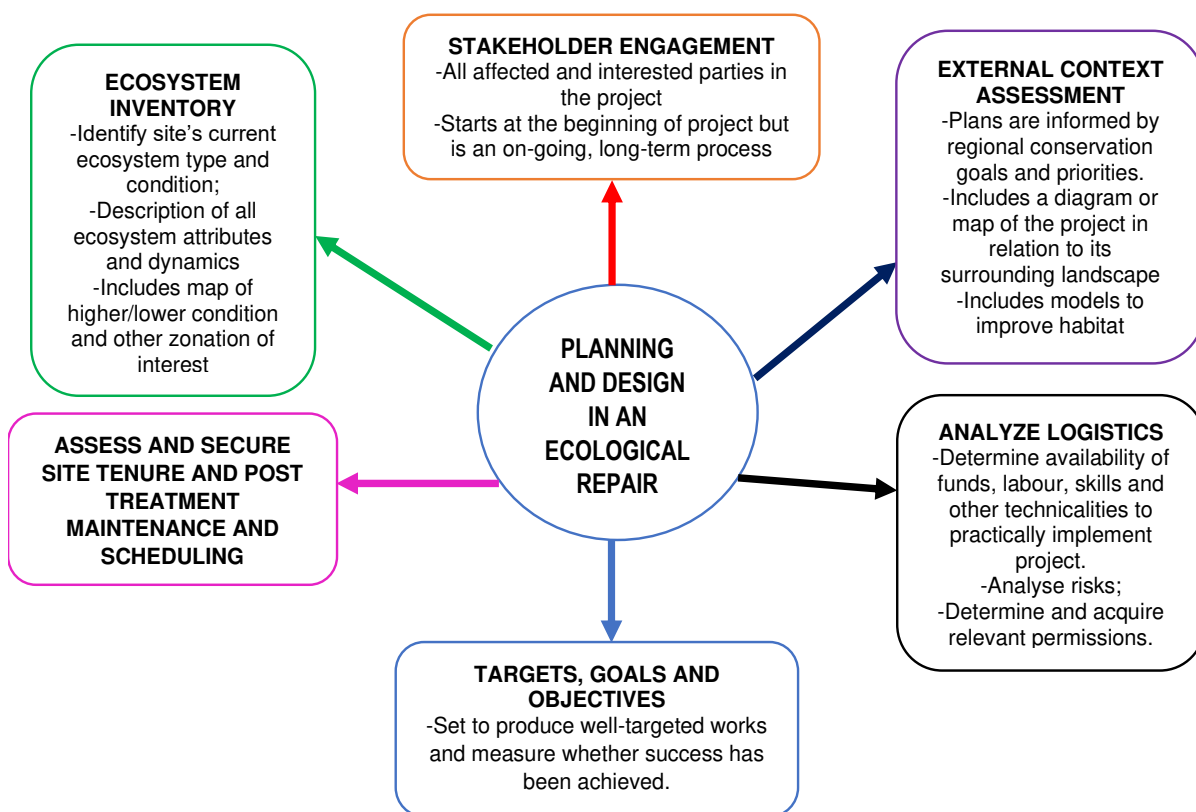 STAKEHOLDER ENGAGEMENT
-All affected and interested parties in
the project
-Starts at the beginning of project but
is an on-going, long-term process
ECOSYSTEM
INVENTORY
-Identify site's current
ecosystem type and
condition;
-Description of all
ecosystem attributes
and dynamics
-Includes map of
higher/lower condition
and other zonation of
interest
EXTERNAL CONTEXT
ASSESSMENT
-Plans are informed by
regional conservation
goals and priorities.
-Includes a diagram or
map of the project in
relation to its
surrounding landscape
-Includes models to
improve habitat
PLANNING
AND DESIGN
IN AN
ECOLOGICAL
REPAIR
ASSESS AND SECURE
SITE TENURE AND POST
TREATMENT
MAINTENANCE AND
SCHEDULING
ANALYZE LOGISTICS
-Determine availability of
funds, labour, skills and
other technicalities to
practically implement
project.
-Analyse risks;
-Determine and acquire
relevant permissions.
TARGETS, GOALS AND
OBJECTIVES
-Set to produce well-targeted works
and measure whether success has
been achieved.